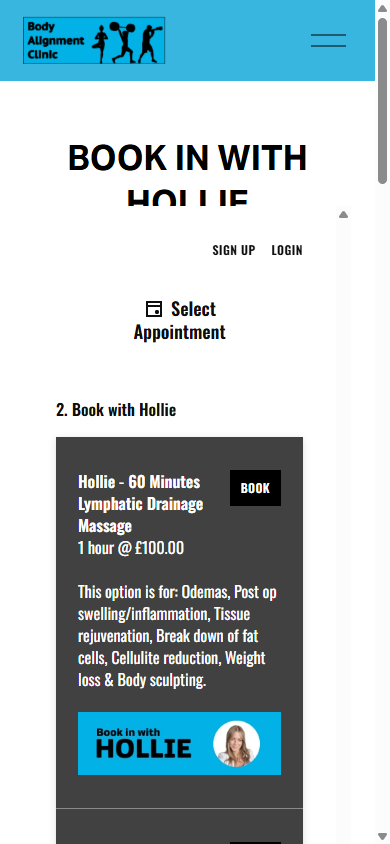 Body
Alignment
Clinic
BOOK IN WITH
HOLLIE
SIGN UP LOGIN
Select
Appointment
2. Book with Hollie
Hollie - 60 Minutes
Lymphatic Drainage
Massage
BOOK
1 hour @ £100.00
This option is for: Odemas, Post op
swelling/inflammation, Tissue
rejuvenation, Break down of fat
cells, Cellulite reduction, Weight
loss & Body sculpting.
Book in with
HOLLIE